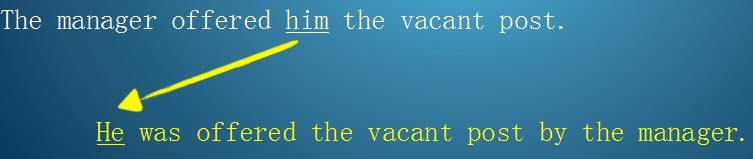 The manager offered him the vacant post.
He was offered the vacant post by the manager.